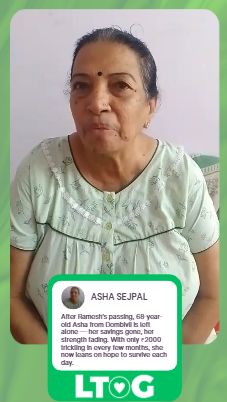 ASHA SEJPAL
After Ramesh's passing, 68-year-
old Asha from Dombivli is left
alone — her savings gone, her
strength fading. With only ₹2000
trickling in every few months, she
now leans on hope to survive each
day.
LTOG